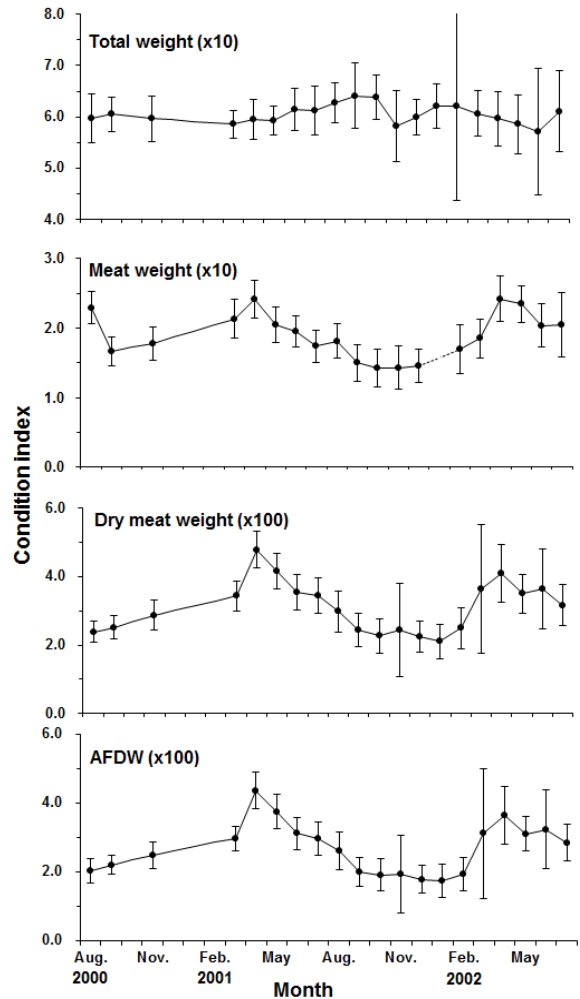 Condition index
8.0
Total weight (x10)
7.0
6.0
5.0
4.0
3.0
Meat weight (x10)
2.0
1.0
0.0
6.0
Dry meat weight (x100)
4.0
2.0
0.0
6.0
AFDW (x100)
4.0
2.0
0.0
Aug. Nov. Feb. May Aug. Nov. Feb. May
2000 2001 2002
Month